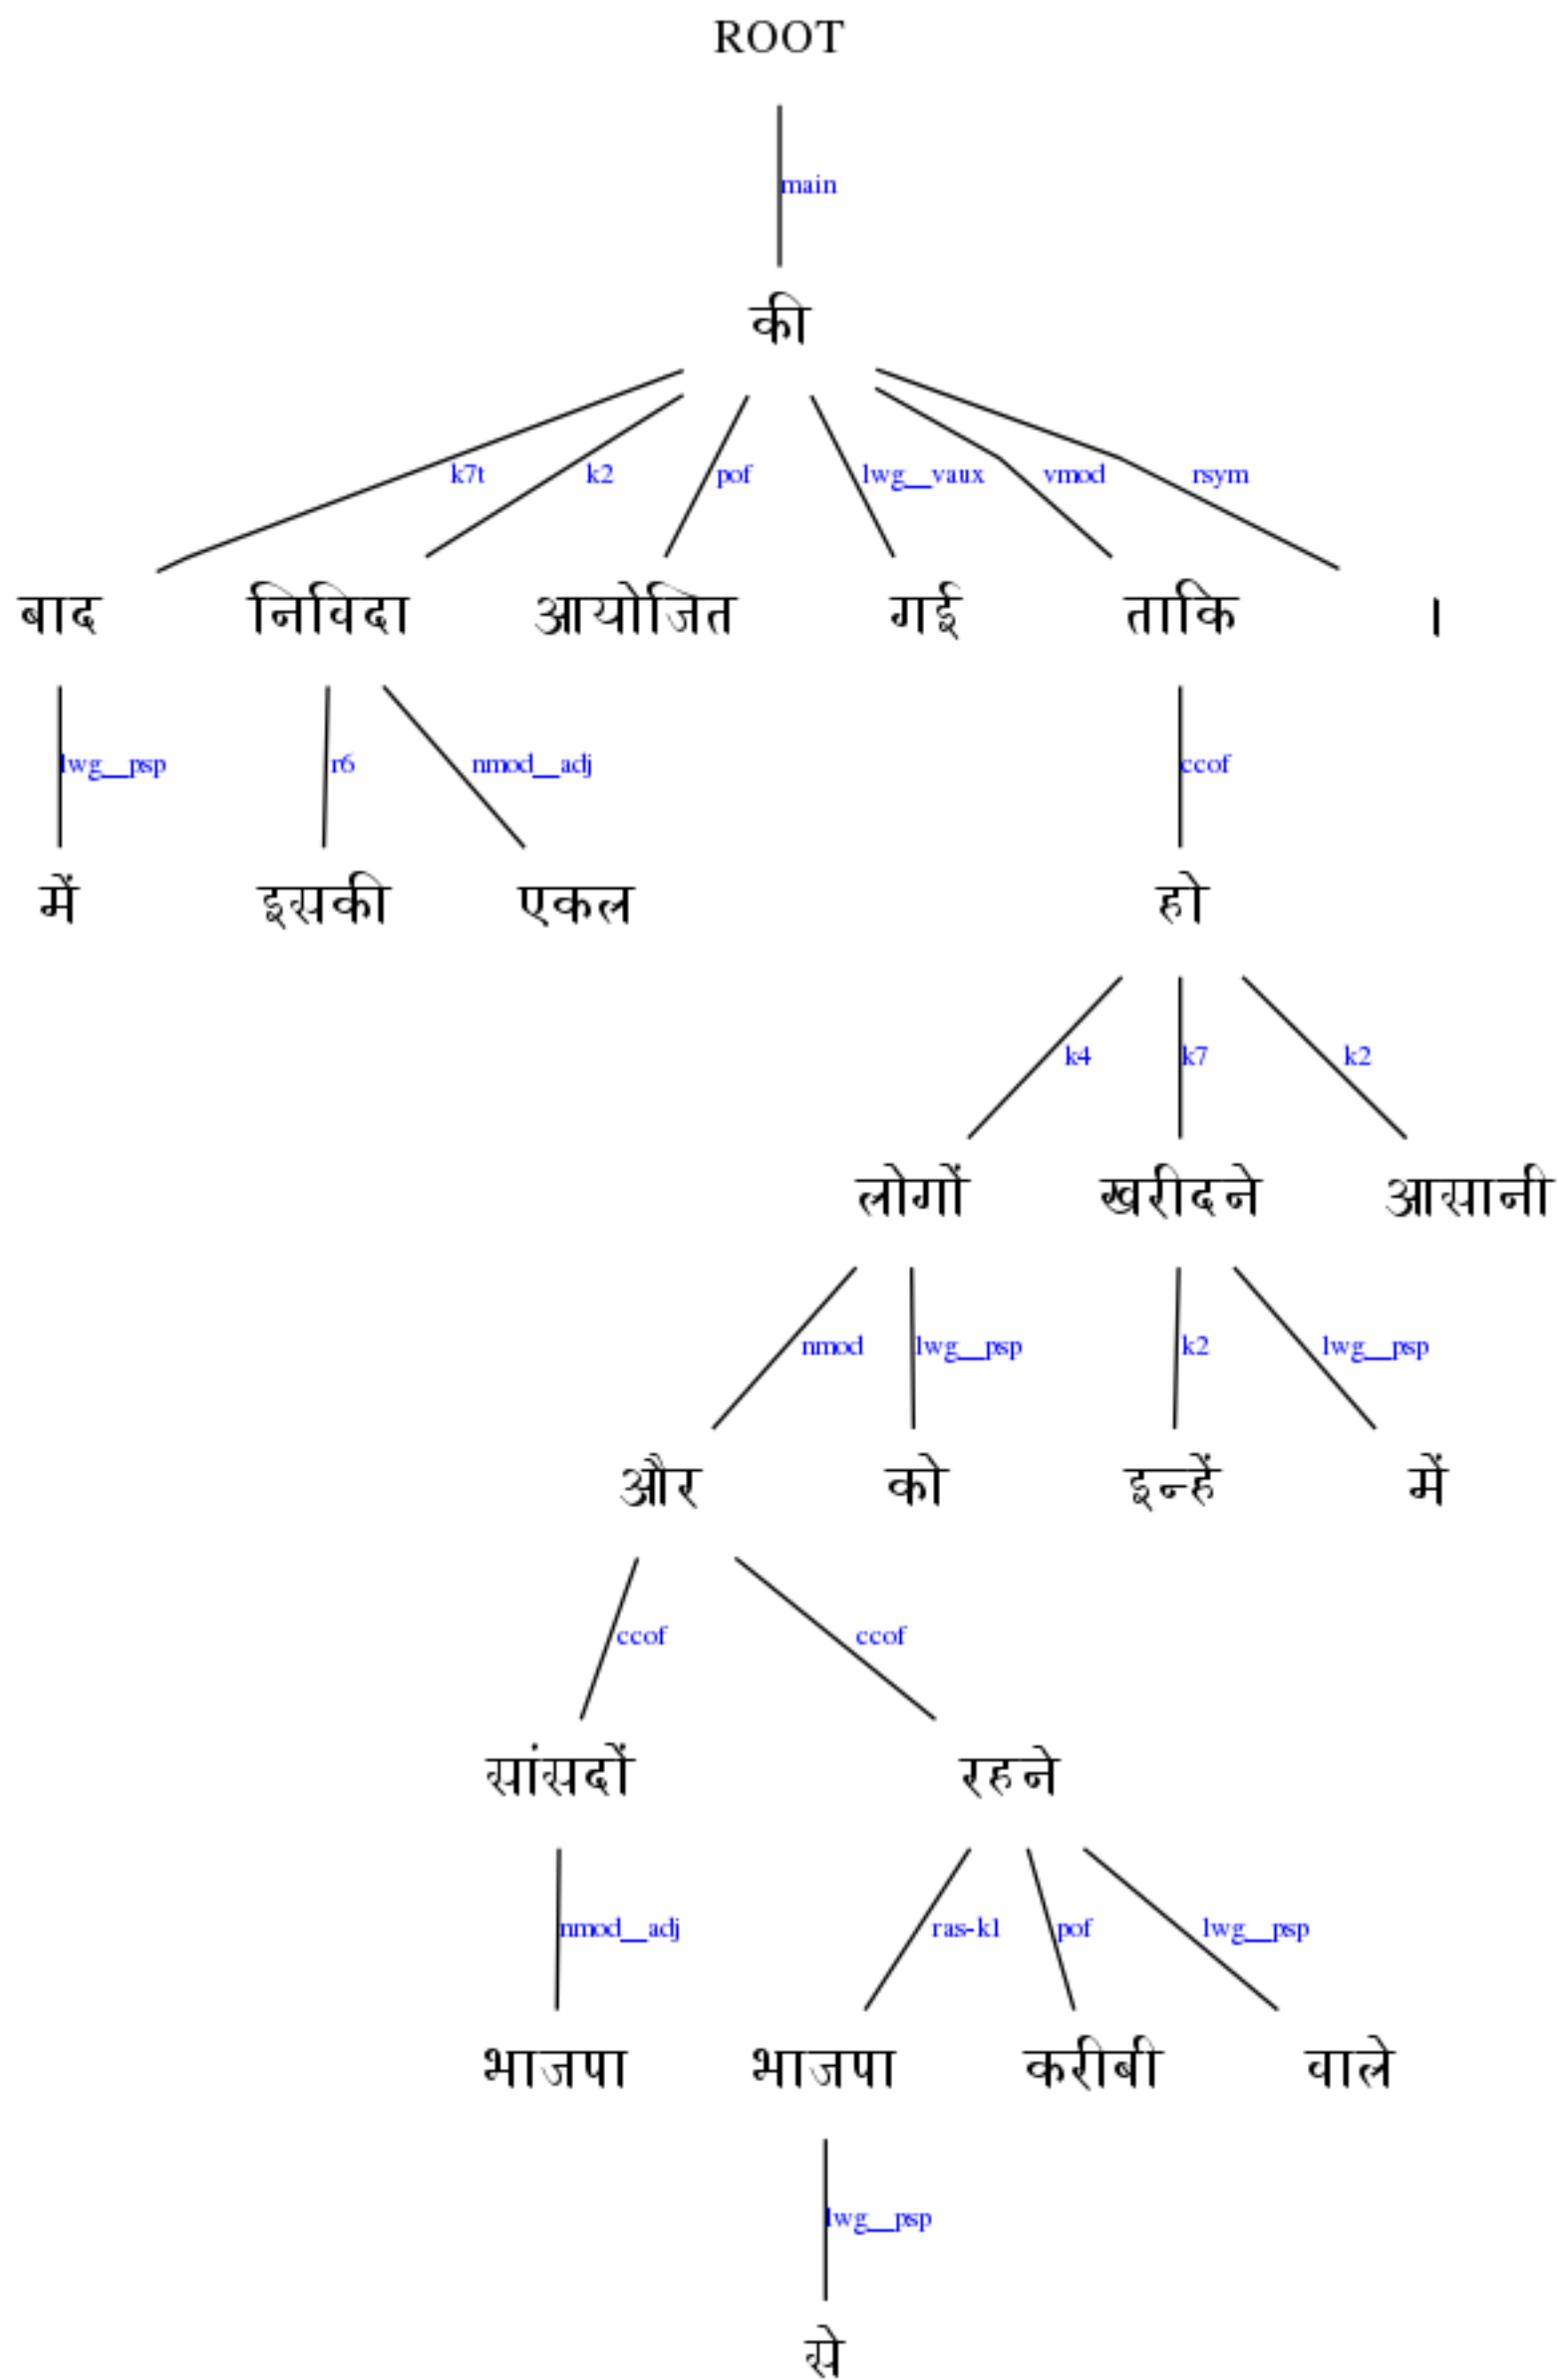 ROOT
main
की
k7t k2 pof lwg__vaux vmod rsym
बाद निविदा आयोजित गई ताकि ।
lwg__psp r6 nmod__adj ccof
में इसकी एकल हो
k4 k7 k2
लोगों खरीदने आसानी
nmod lwg__psp k2 lwg__psp
और को इन्हें में
ccof ccof
सांसदों रहने
nmod__adj ras-k1 pof lwg__psp
भाजपा भाजपा करीबी वाले
lwg__psp
से